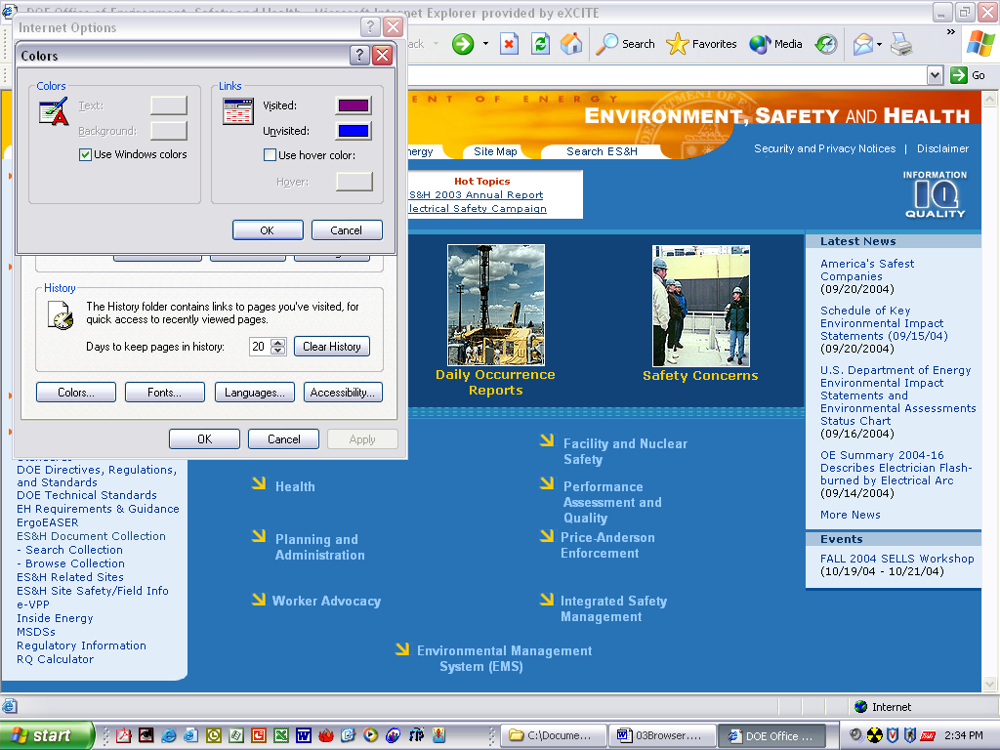 DOE Office of Environment, Safety and Health - Microsoft Internet Explorer provided by eXCITE
Internet Options
Colors
Colors
Text:
Background:
Use Windows colors
Links
Visited:
Unvisited:
Use hover color:
Hover:
OK
Cancel
History
The History folder contains links to pages you've visited, for
quick access to recently viewed pages.
Days to keep pages in history:
20
Clear History
Colors...
Fonts...
Languages...
Accessibility...
OK
Cancel
Apply
Search
Favorites
Media
»
Go
ENT OF ENERGY
ENVIRONMENT, SAFETY AND HEALTH
Site Map
Search ES&H
Security and Privacy Notices | Disclaimer
Hot Topics
S&H 2003 Annual Report
lectrical Safety Campaign
INFORMATION
IQ
QUALITY
Daily Occurrence
Reports
Safety Concerns
Latest News
America's Safest
Companies
(09/20/2004)
Schedule of Key
Environmental Impact
Statements (09/15/04)
(09/20/2004)
U.S. Department of Energy
Environmental Impact
Statements and
Environmental Assessments
Status Chart
(09/16/2004)
OE Summary 2004-16
Describes Electrician Flash-
burned by Electrical Arc
(09/14/2004)
More News
Events
FALL 2004 SELLS Workshop
(10/19/04 - 10/21/04)
DOE Directives, Regulations,
and Standards
DOE Technical Standards
EH Requirements & Guidance
ErgoEASER
ES&H Document Collection
- Search Collection
- Browse Collection
ES&H Related Sites
ES&H Site Safety/Field Info
e-VPP
Inside Energy
MSDSs
Regulatory Information
RQ Calculator
Health
Planning and
Administration
Worker Advocacy
Facility and Nuclear
Safety
Performance
Assessment and
Quality
Price-Anderson
Enforcement
Integrated Safety
Management
Environmental Management
System (EMS)
Internet
start
C:\Docume...
03Browser....
DOE Office ...
2:34 PM